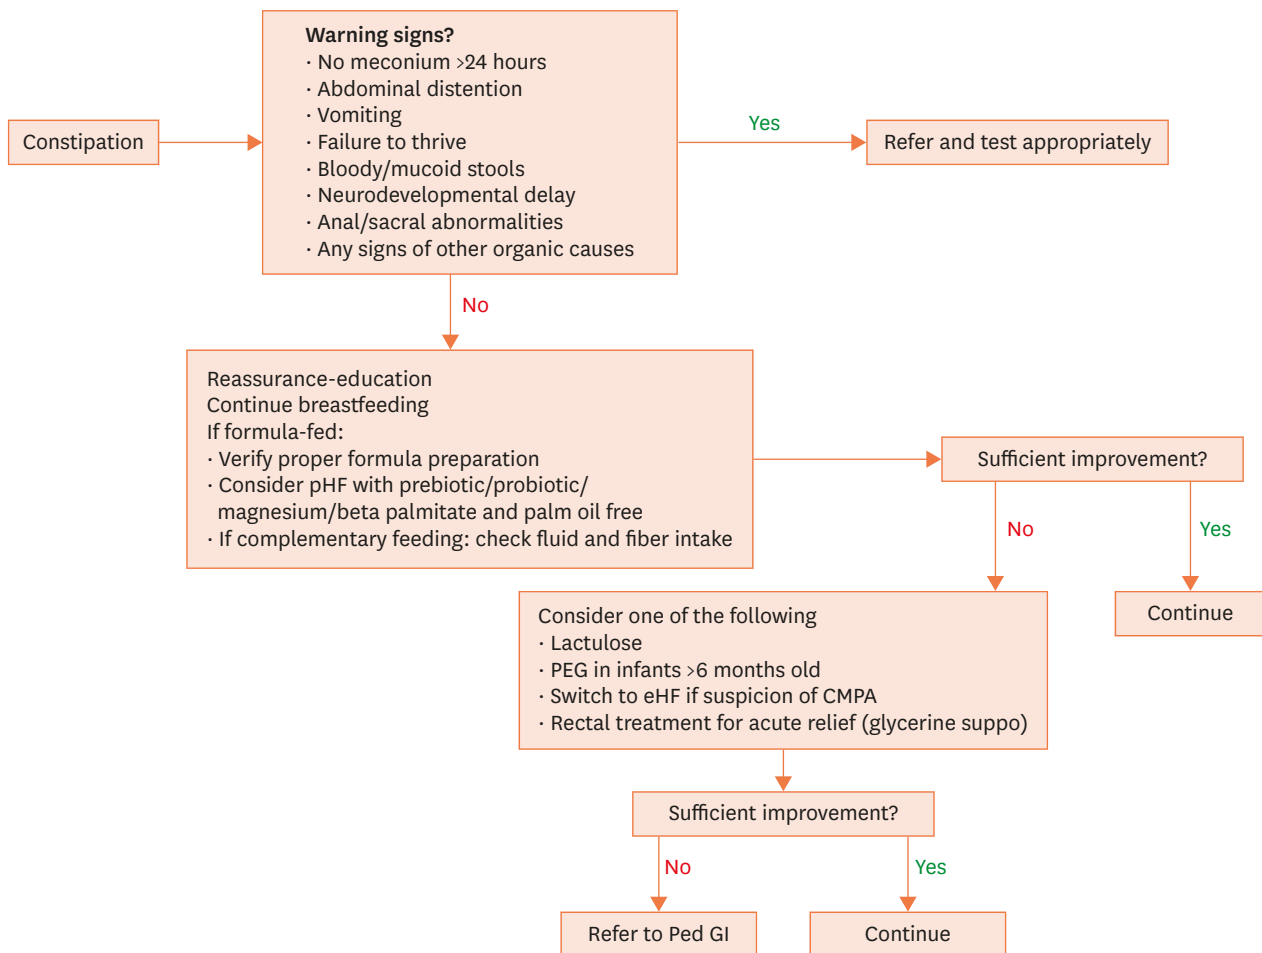 Constipation
Warning signs?
· No meconium >24 hours
· Abdominal distention
· Vomiting
· Failure to thrive
· Bloody/mucoid stools
· Neurodevelopmental delay
· Anal/sacral abnormalities
· Any signs of other organic causes
Yes
Refer and test appropriately
No
Reassurance-education
Continue breastfeeding
If formula-fed:
· Verify proper formula preparation
· Consider pHF with prebiotic/probiotic/
magnesium/beta palmitate and palm oil free
· If complementary feeding: check fluid and fiber intake
Sufficient improvement?
No
Yes
Continue
Consider one of the following
· Lactulose
· PEG in infants >6 months old
· Switch to eHF if suspicion of CMPA
· Rectal treatment for acute relief (glycerine suppo)
Sufficient improvement?
No
Yes
Refer to Ped GI
Continue